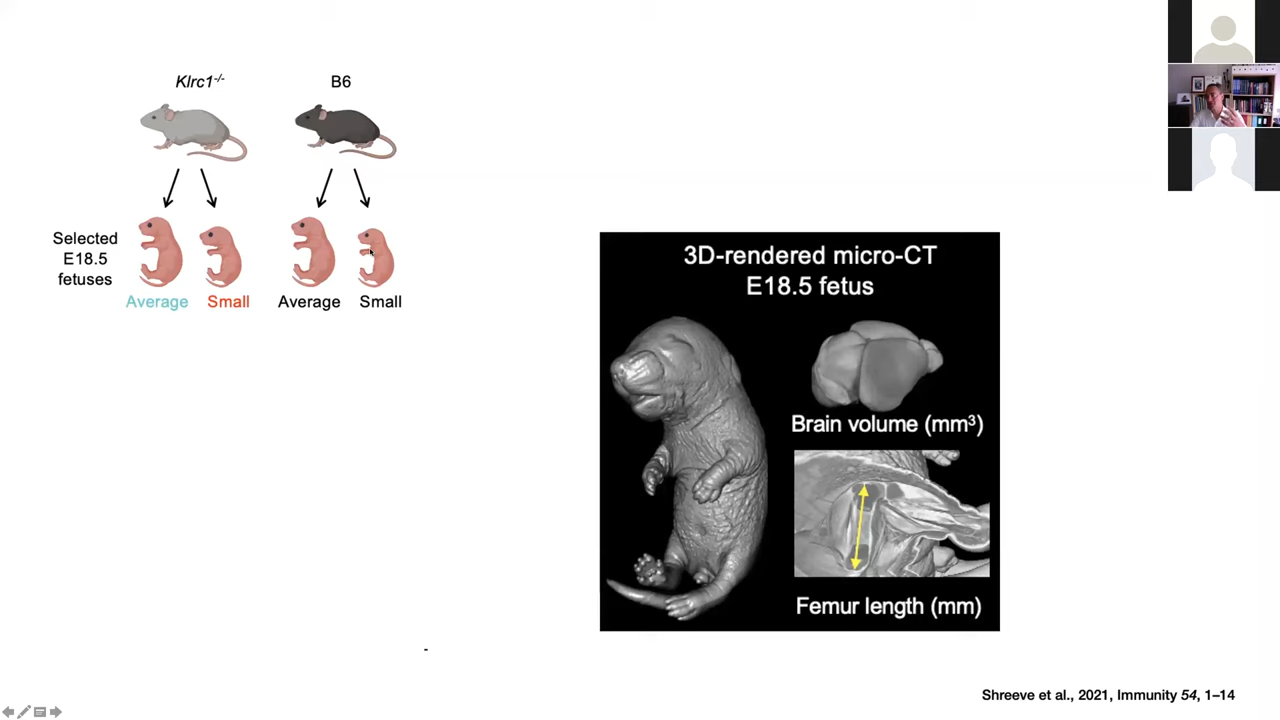 Klrc1-/-
B6
Selected
E18.5
fetuses
Average
Small
Average
Small
3D-rendered micro-CT
E18.5 fetus
Brain volume (mm³)
Femur length (mm)
-
Shreeve et al., 2021, Immunity 54, 1–14